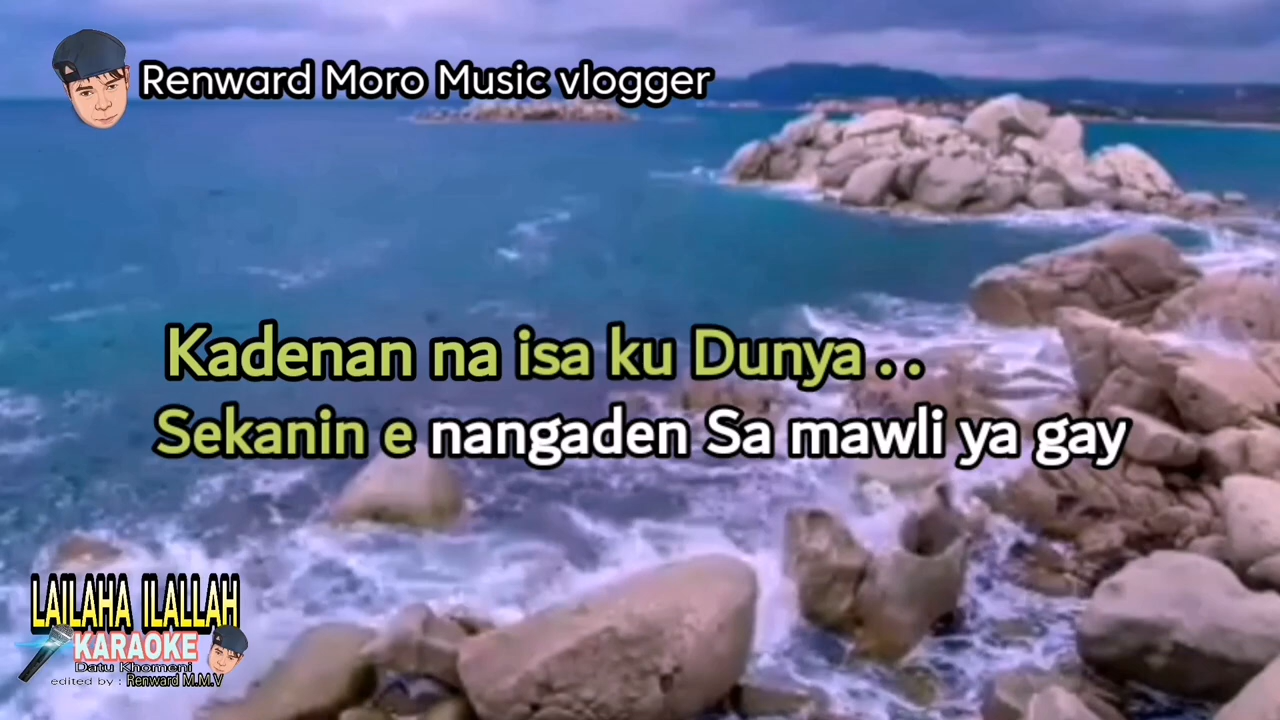 Renward Moro Music vlogger
Kadenan na isa ku Dunya . .
Sekanin e nangaden Sa mawli ya gay
LAILAHA ILALLAH
KARAOKE
Datu Khomeni
edited by : Renward M.M.V